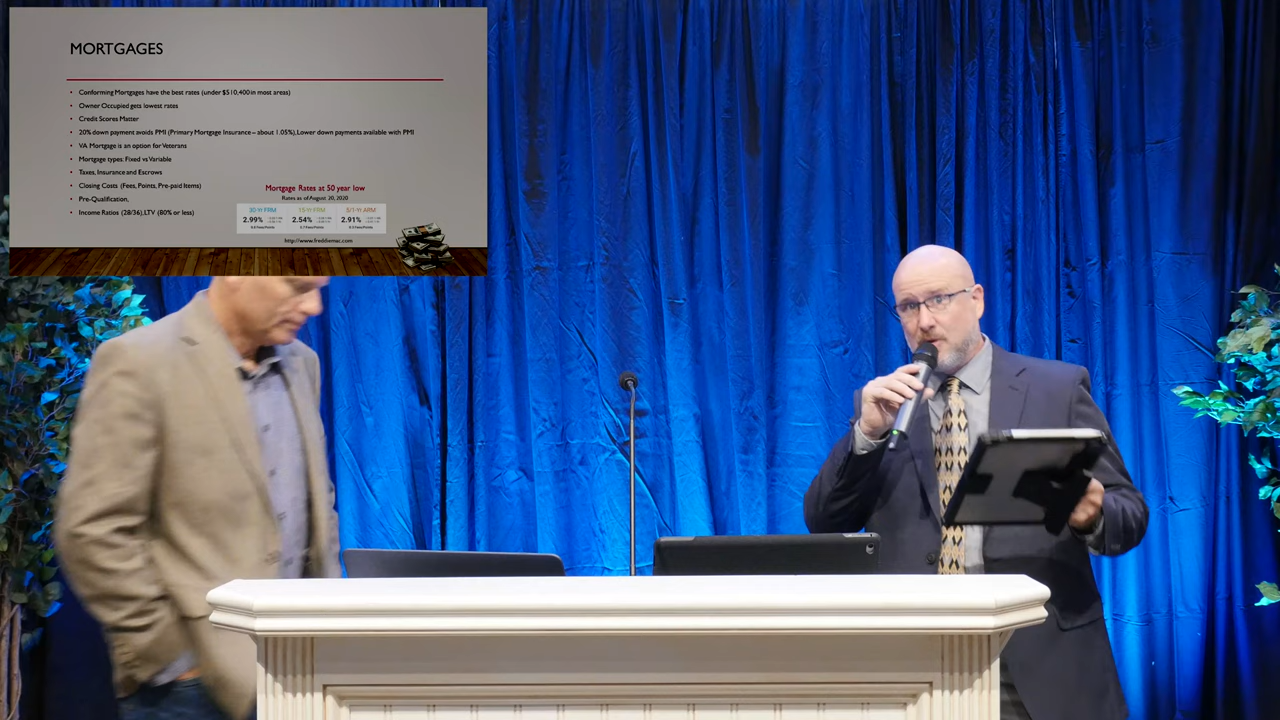 MORTGAGES
• Conforming Mortgages have the best rates (under $510,400 in most areas)
• Owner Occupied gets lowest rates
• Credit Scores Matter
• 20% down payment avoids PMI (Primary Mortgage Insurance – about 1.05%), Lower down payments available with PMI
• VA Mortgage is an option for Veterans
• Mortgage types: Fixed vs Variable
• Taxes, Insurance and Escrows
• Closing Costs (Fees, Points, Pre-paid Items)
• Pre-Qualification,
• Income Ratios (28/36), LTV (80% or less)
Mortgage Rates at 50 year low
Rates as of August 20, 2020
30-Yr FRM 15-Yr FRM 5/1-Yr ARM
2.99% 2.54% 2.91%
http://www.freddiemac.com